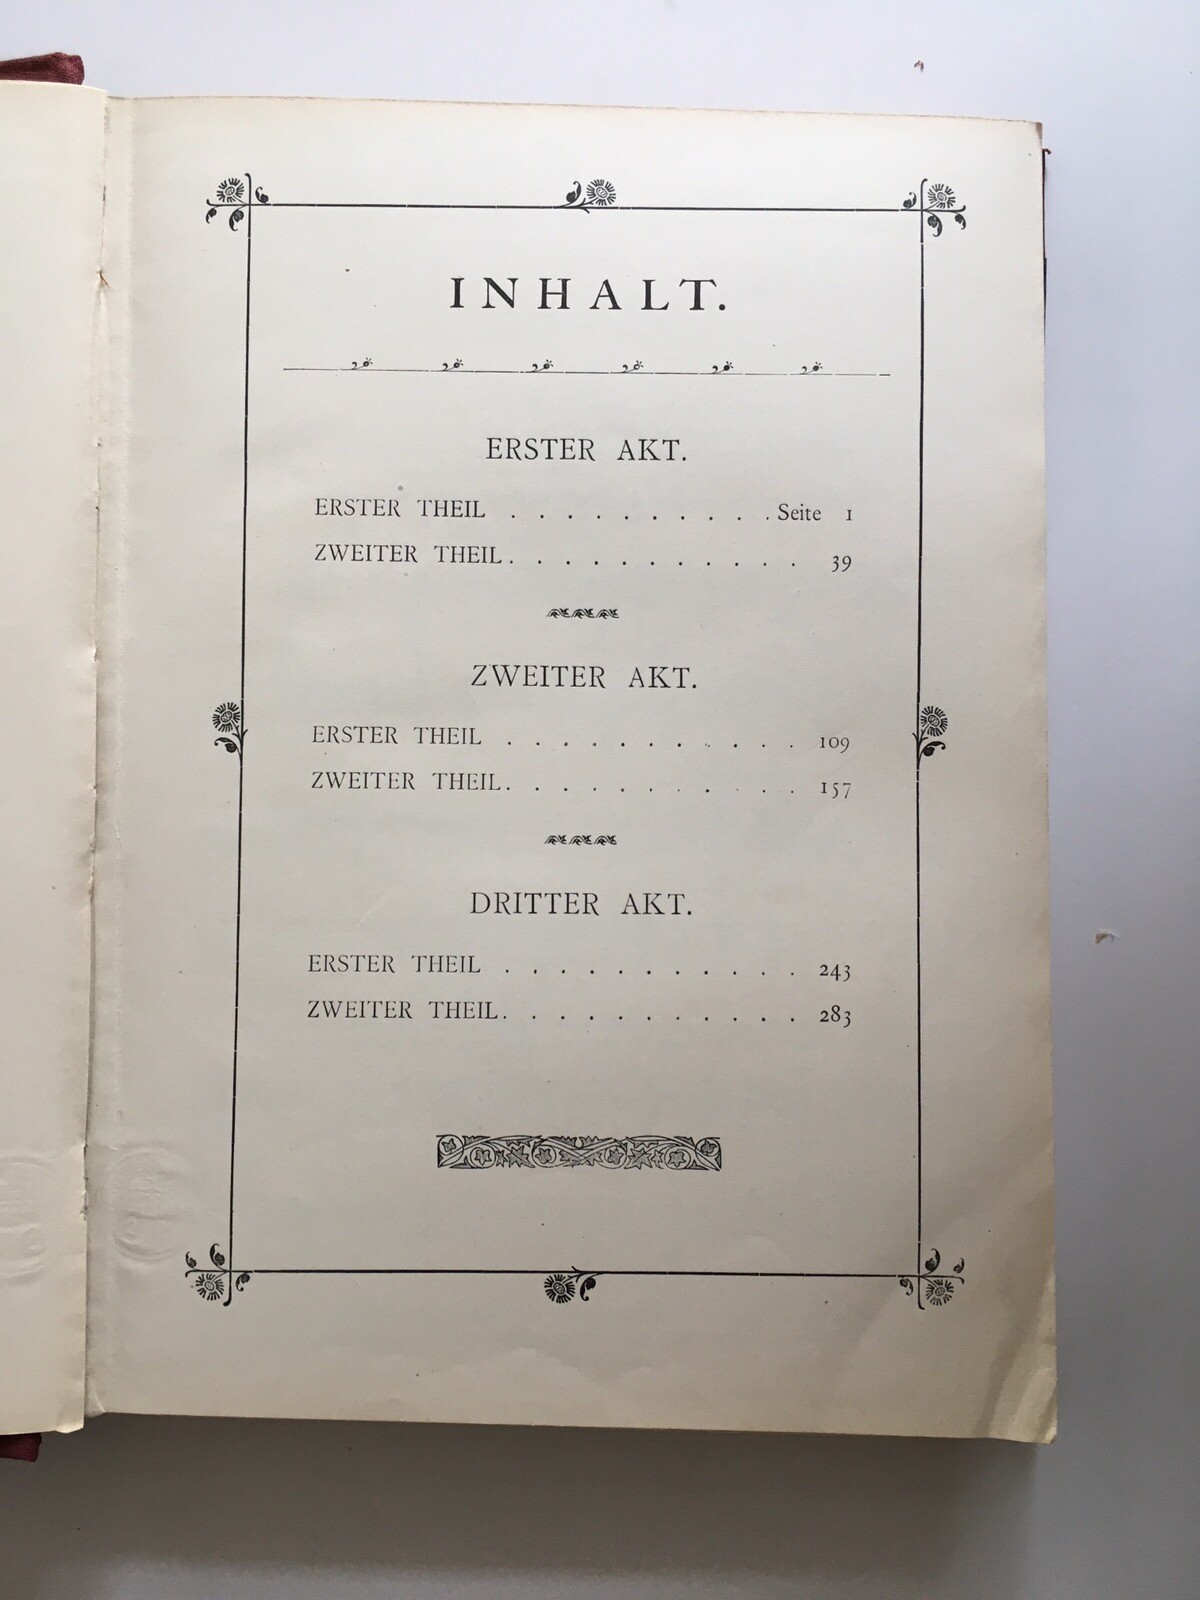 INHALT.
ERSTER AKT.
ERSTER THEIL . . . . . . . . . . Seite 1
ZWEITER THEIL . . . . . . . . . . . 39
ZWEITER AKT.
ERSTER THEIL . . . . . . . . . . . 109
ZWEITER THEIL . . . . . . . . . . . 157
DRITTER AKT.
ERSTER THEIL . . . . . . . . . . . 243
ZWEITER THEIL . . . . . . . . . . . 283